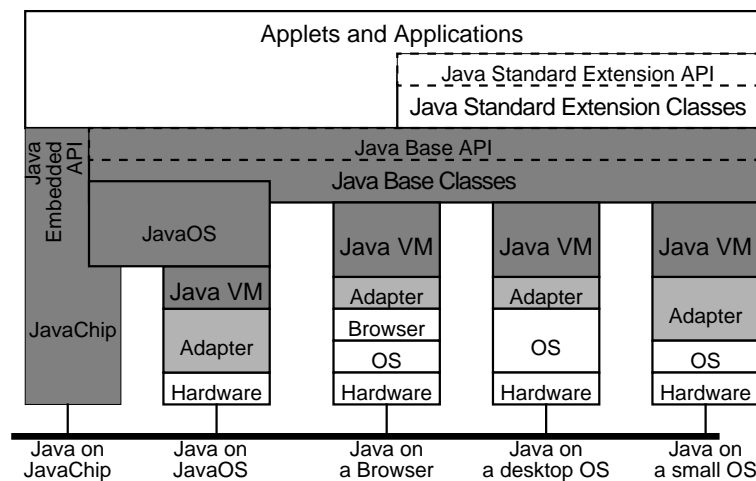 Applets and Applications
Java Standard Extension API
Java Standard Extension Classes
Java
Embedded API
Java Base API
Java Base Classes
JavaOS
Java VM
Java VM
Java VM
Java VM
Adapter
Adapter
Adapter
Adapter
Browser
JavaChip
OS
OS
OS
Hardware
Hardware
Hardware
Hardware
Java on
JavaChip
Java on
JavaOS
Java on
a Browser
Java on
a desktop OS
Java on
a small OS